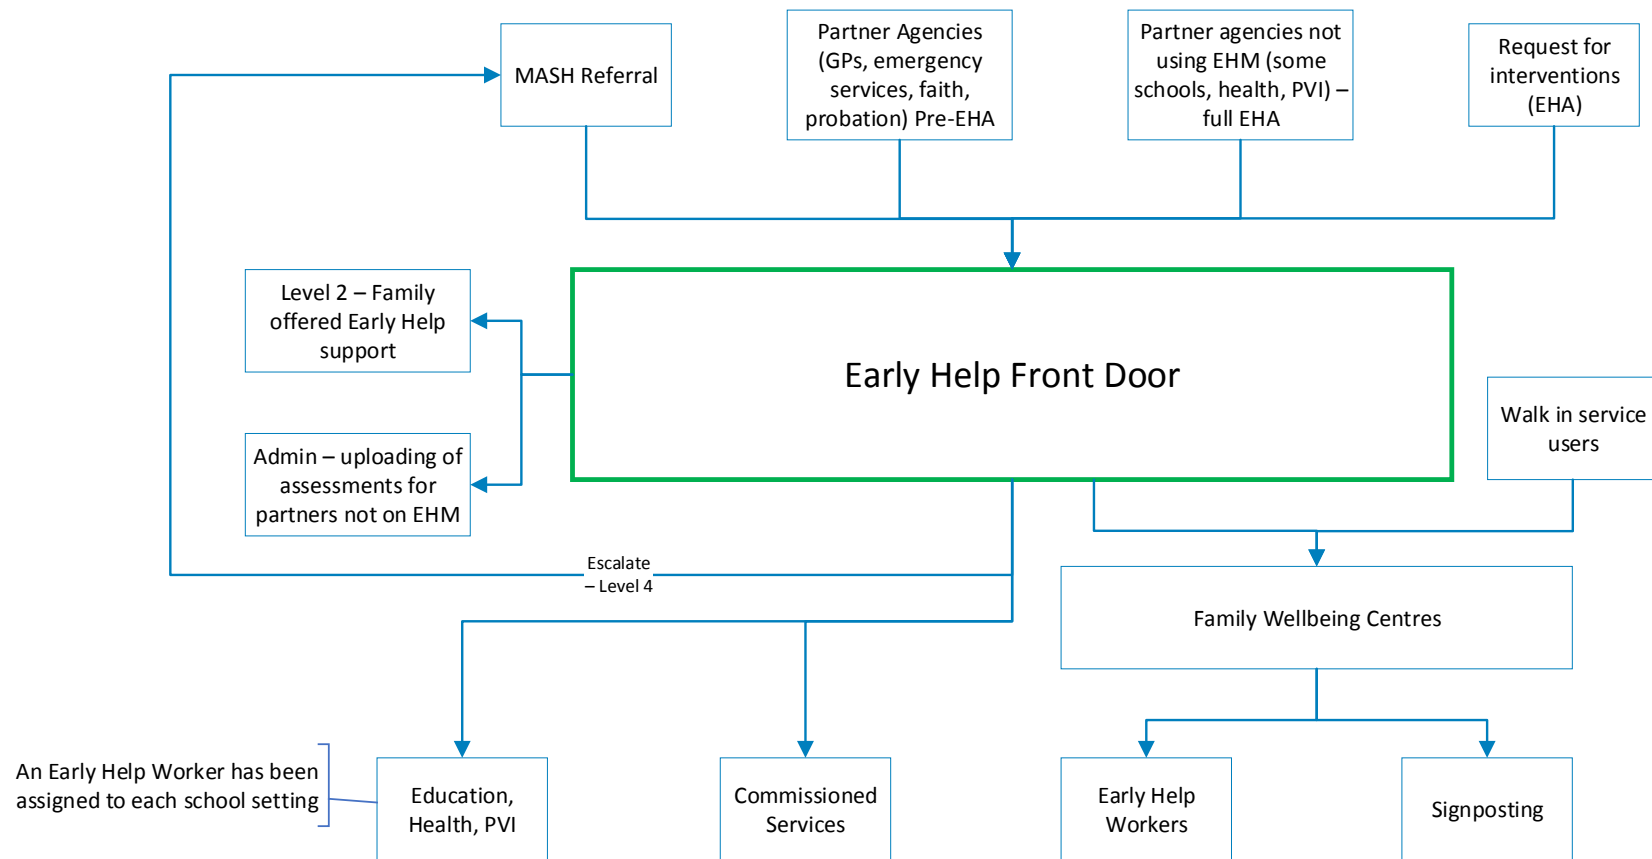 MASH Referral
Partner Agencies
(GPs, emergency
services, faith,
probation) Pre-EHA
Partner agencies not
using EHM (some
schools, health, PVI) –
full EHA
Request for
interventions
(EHA)
Level 2 – Family
offered Early Help
support
Early Help Front Door
Walk in service
users
Admin – uploading of
assessments for
partners not on EHM
Escalate
– Level 4
Family Wellbeing Centres
An Early Help Worker has been
assigned to each school setting
Education,
Health, PVI
Commissioned
Services
Early Help
Workers
Signposting